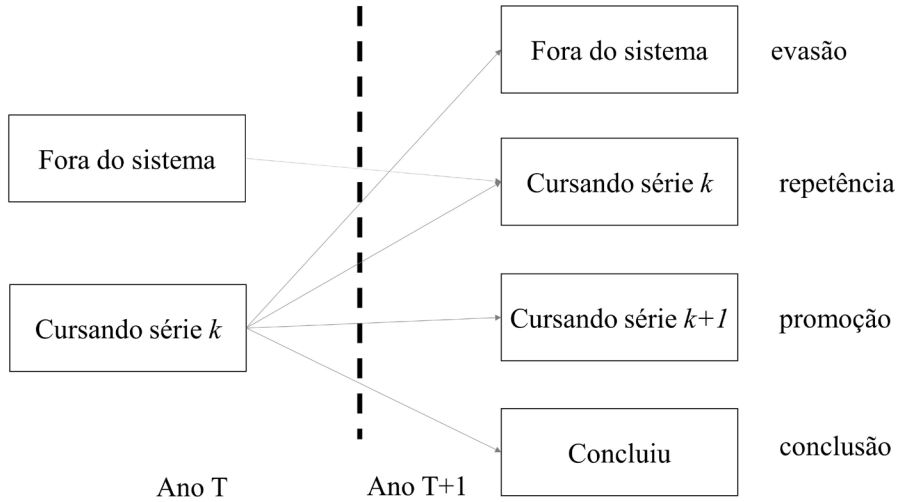 Fora do sistema
evasão
Fora do sistema
Cursando série k
repetência
Cursando série k
Cursando série k+1
promoção
Concluiu
conclusão
Ano T
Ano T+1